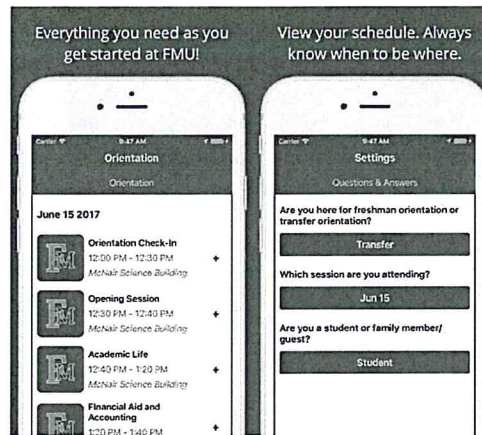 Everything you need as you
get started at FMU!
Carrier 9:47 AM
Orientation
Orientation
June 15 2017
Orientation Check-In
12:00 PM - 12:30 PM
McNair Science Building
Opening Session
12:30 PM - 12:40 PM
McNair Science Building
Academic Life
12:40 PM - 1:20 PM
McNair Science Building
Financial Aid and
Accounting
1:20 PM - 1:40 PM
View your schedule. Always
know when to be where.
Carrier 9:47 AM
Settings
Questions & Answers
Are you here for freshman orientation or
transfer orientation?
Transfer
Which session are you attending?
Jun 15
Are you a student or family member/
guest?
Student